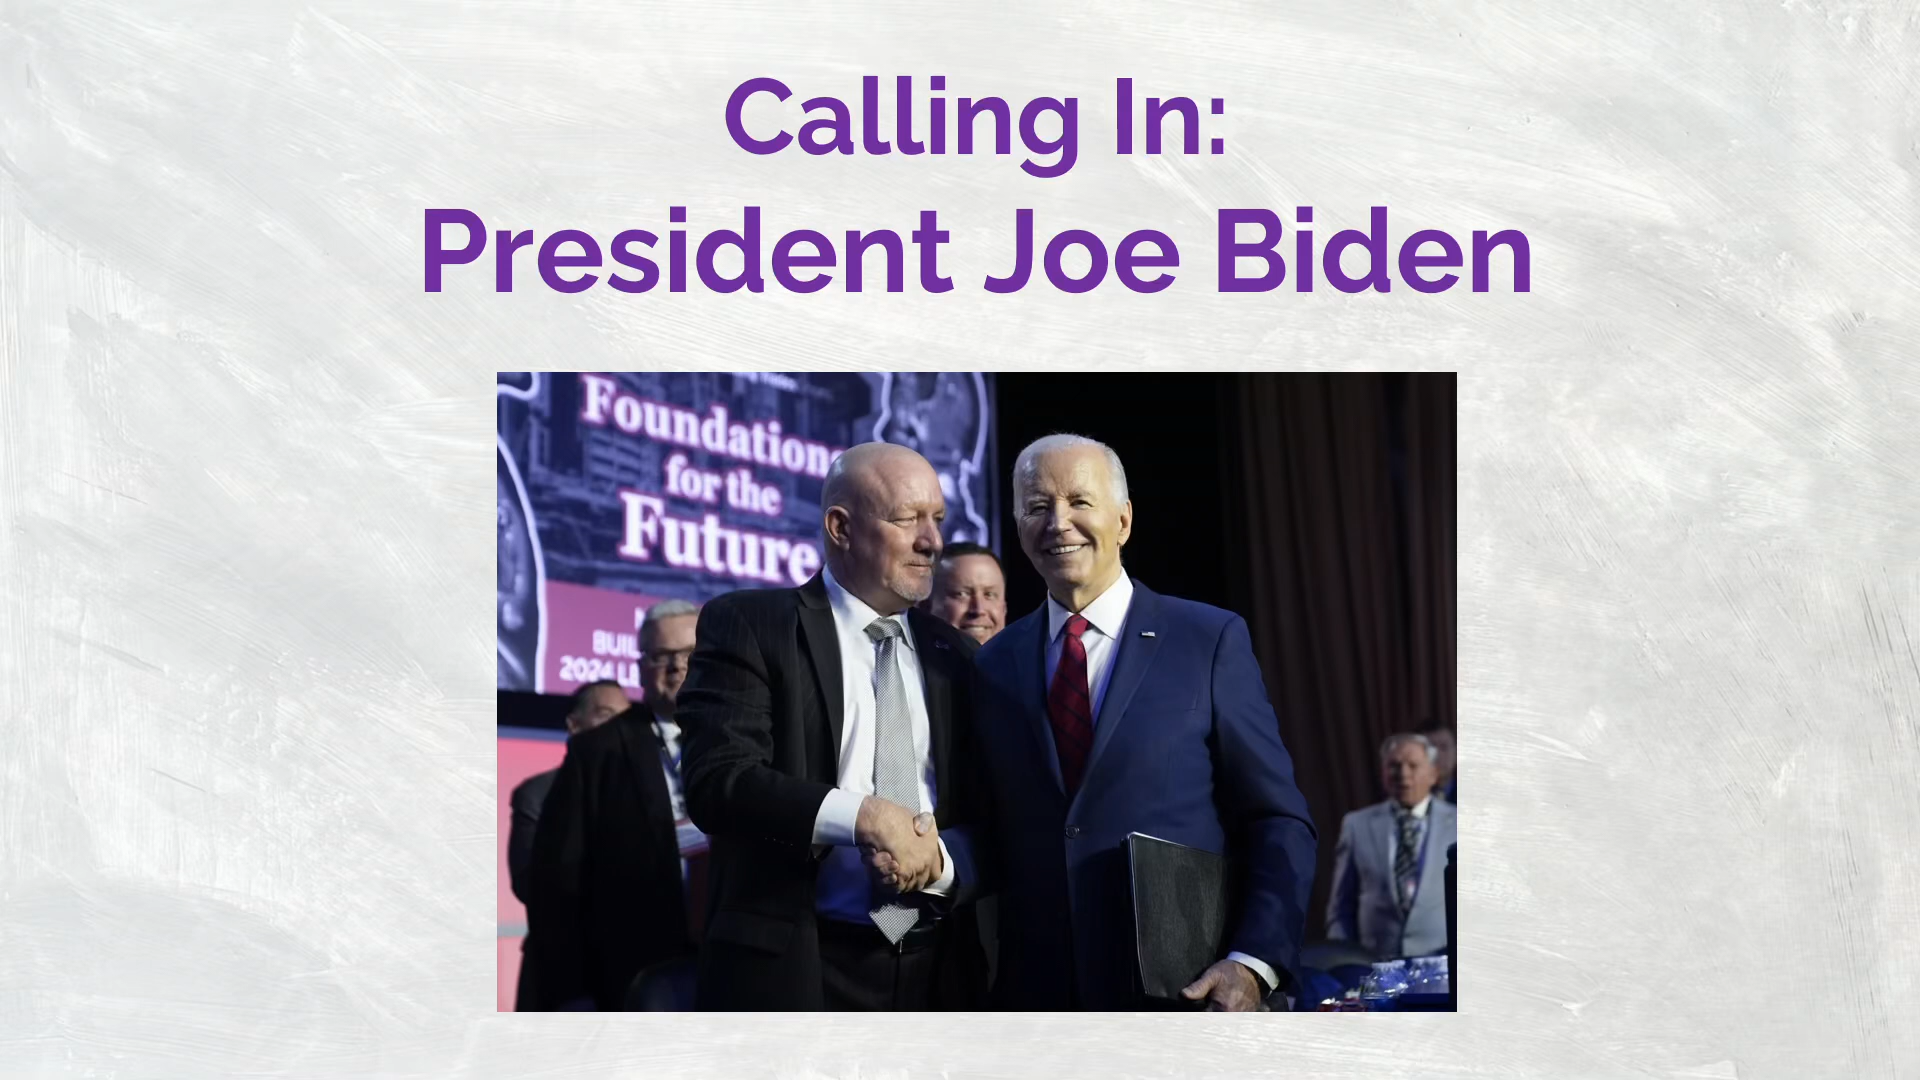 Calling In:
President Joe Biden
Foundations
for the
Future